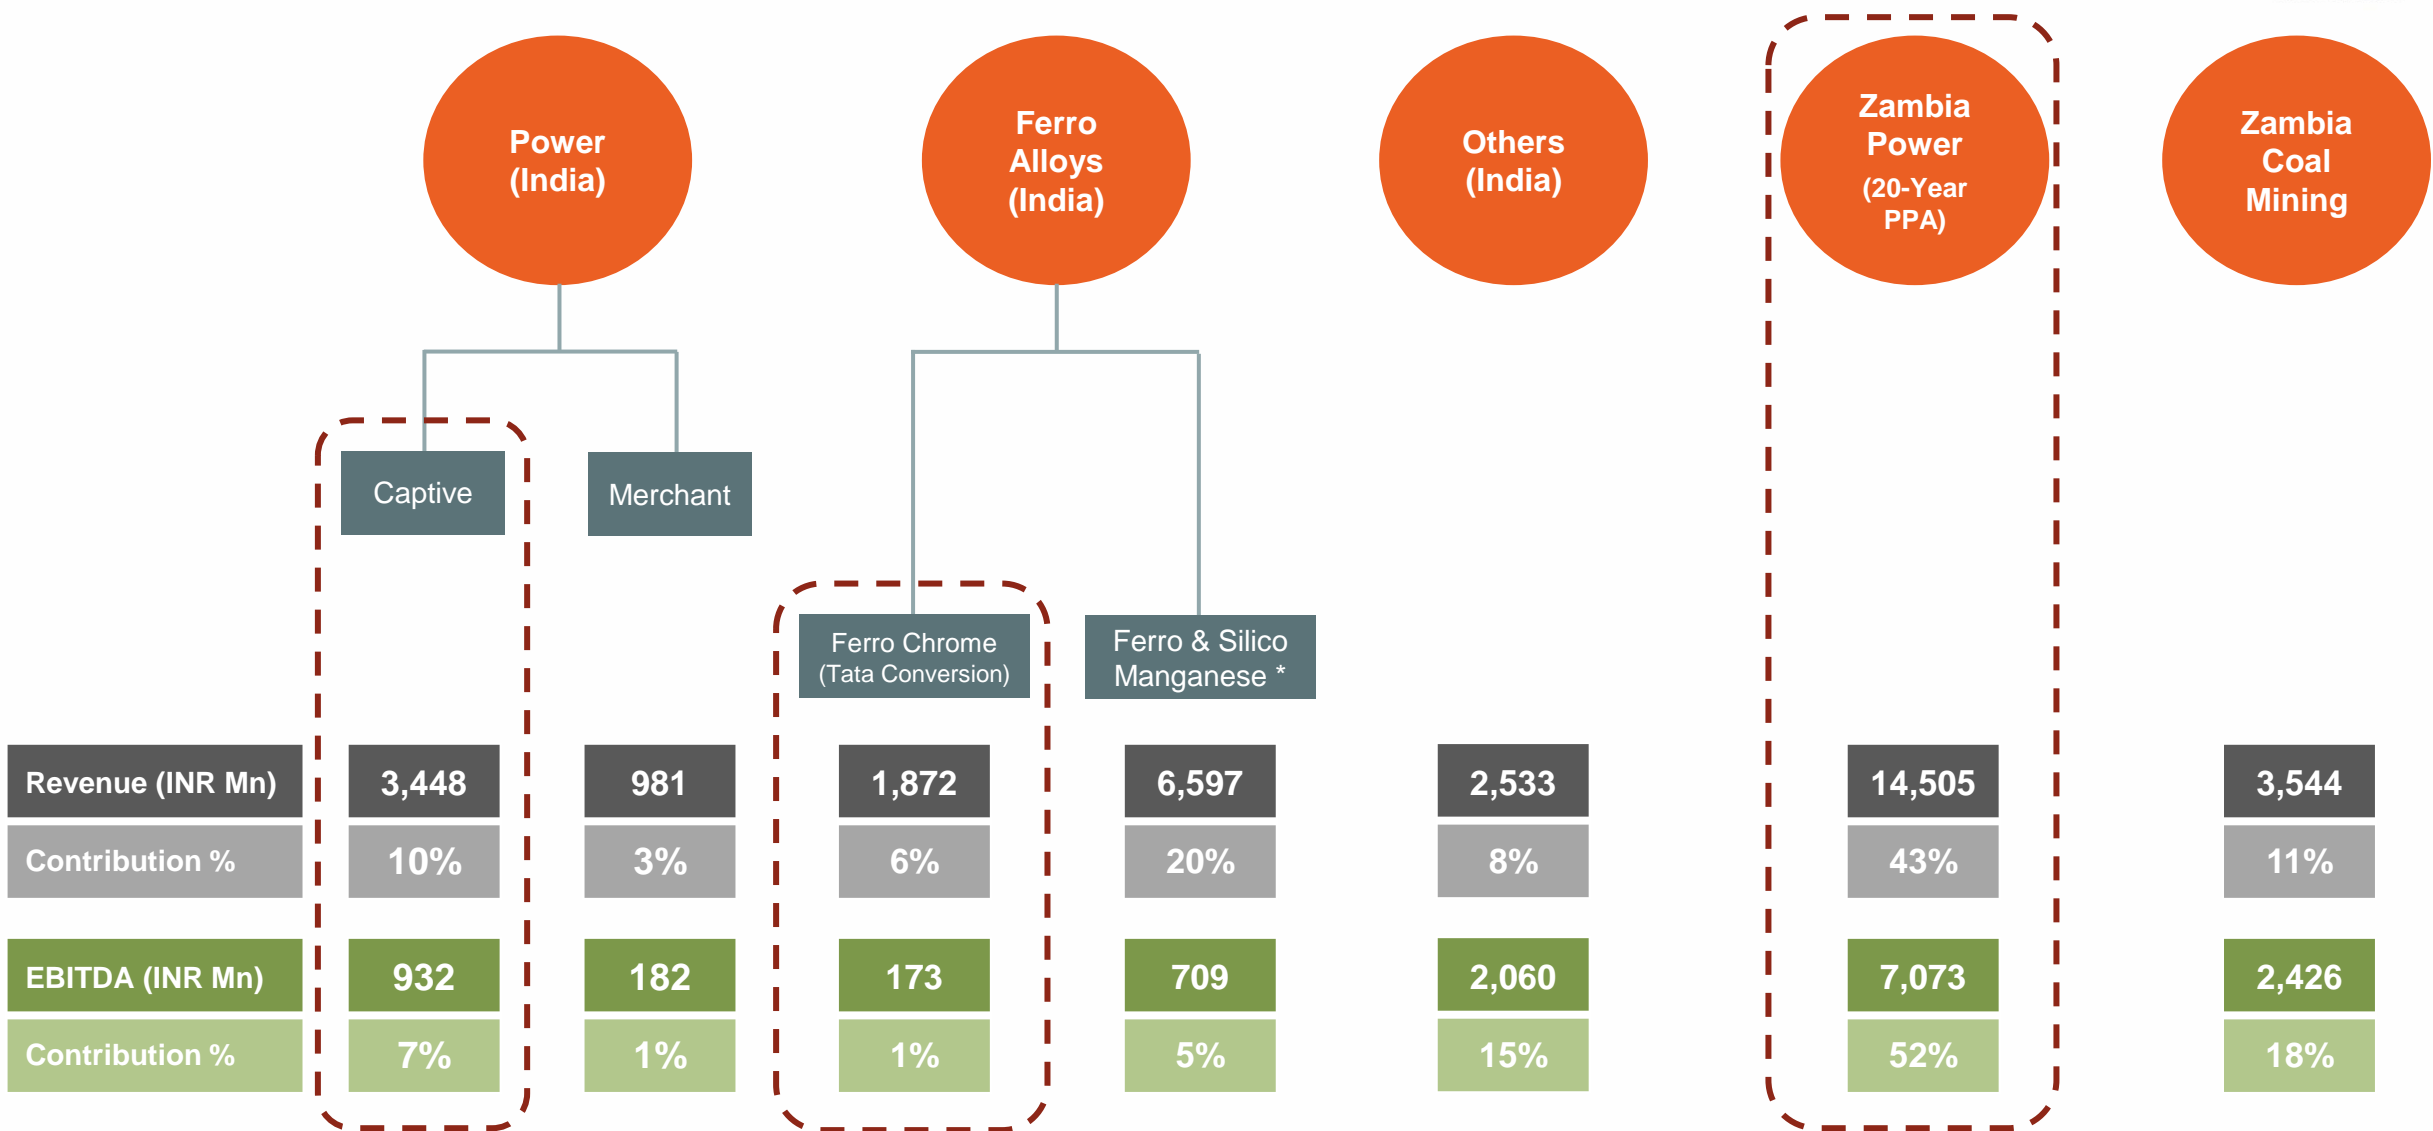 Power
(India)
Ferro
Alloys
(India)
Others
(India)
Zambia
Power
(20-Year
PPA)
Zambia
Coal
Mining
Captive
Merchant
Ferro Chrome
(Tata Conversion)
Ferro & Silico
Manganese *
Revenue (INR Mn) 3,448 981 1,872 6,597 2,533 14,505 3,544
Contribution % 10% 3% 6% 20% 8% 43% 11%
EBITDA (INR Mn) 932 182 173 709 2,060 7,073 2,426
Contribution % 7% 1% 1% 5% 15% 52% 18%